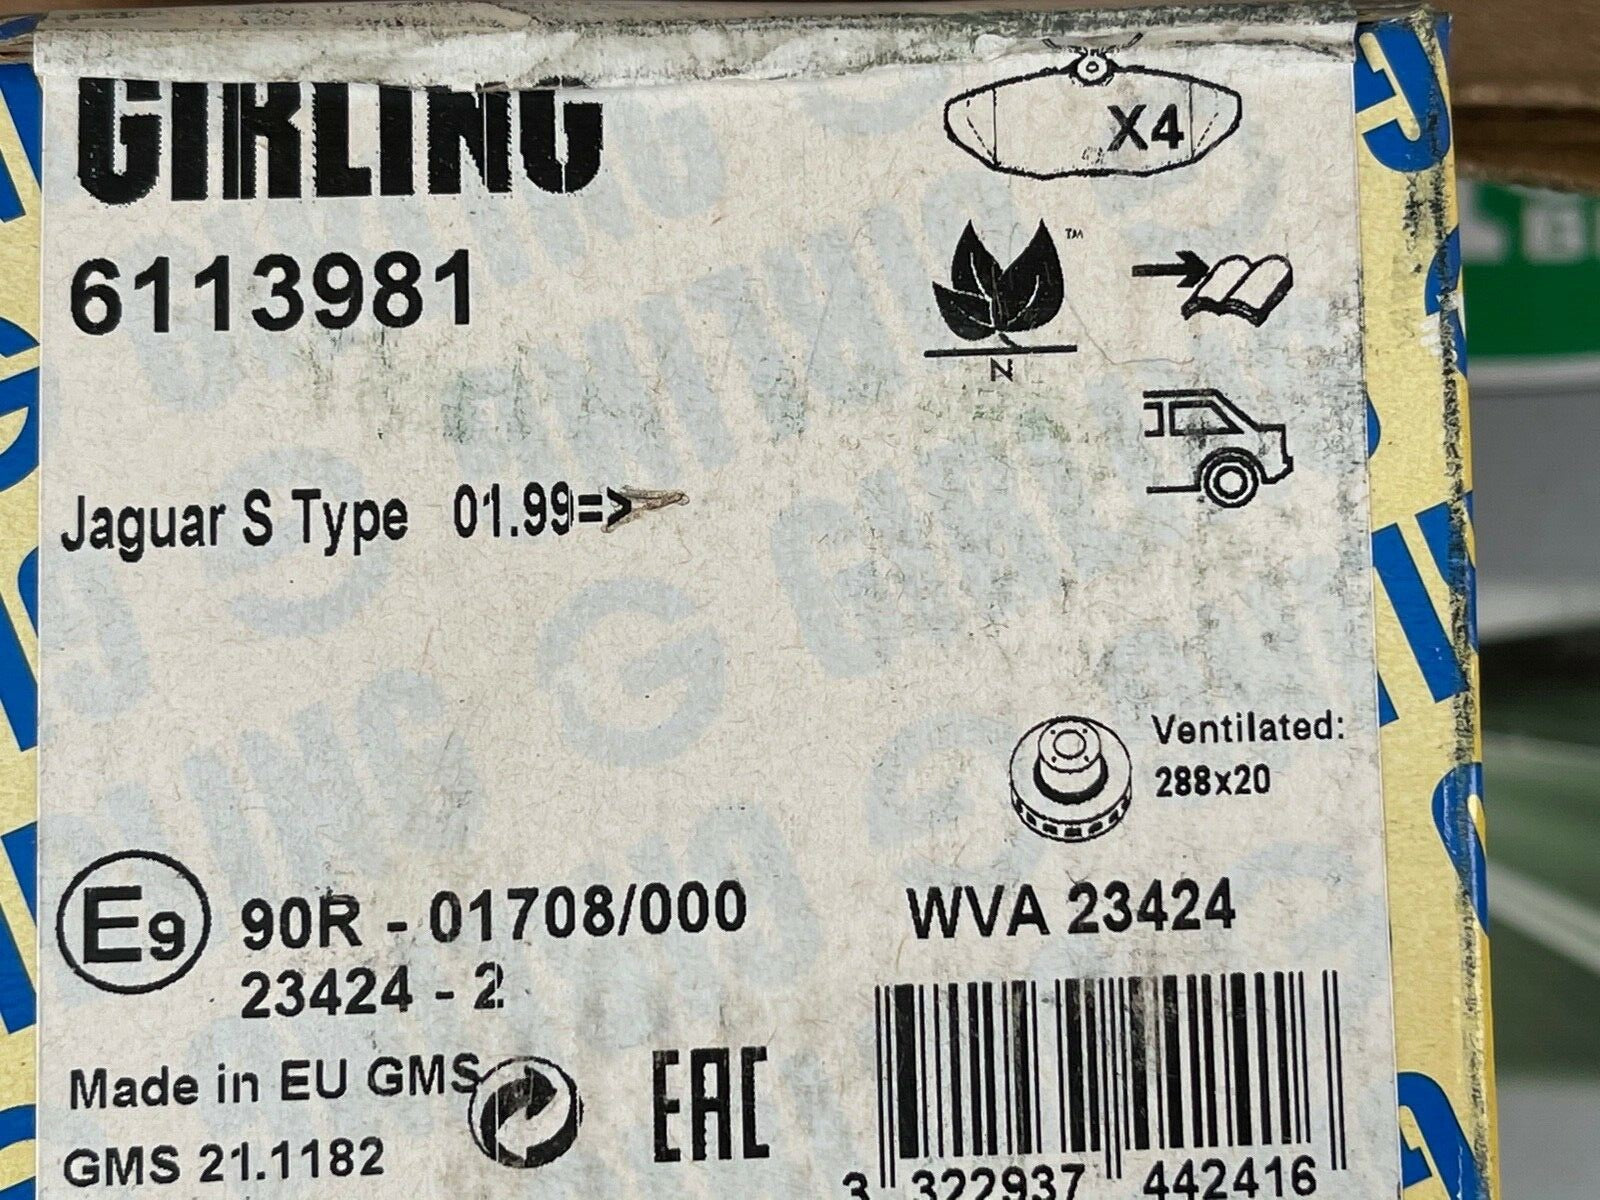 GIRLING
X4
6113981
TM
N
Jaguar S Type 01.99=>
Ventilated:
288x20
E9 90R - 01708/000
23424 - 2
WVA 23424
Made in EU GMS
GMS 21.1182
EAC
3 322937 442416